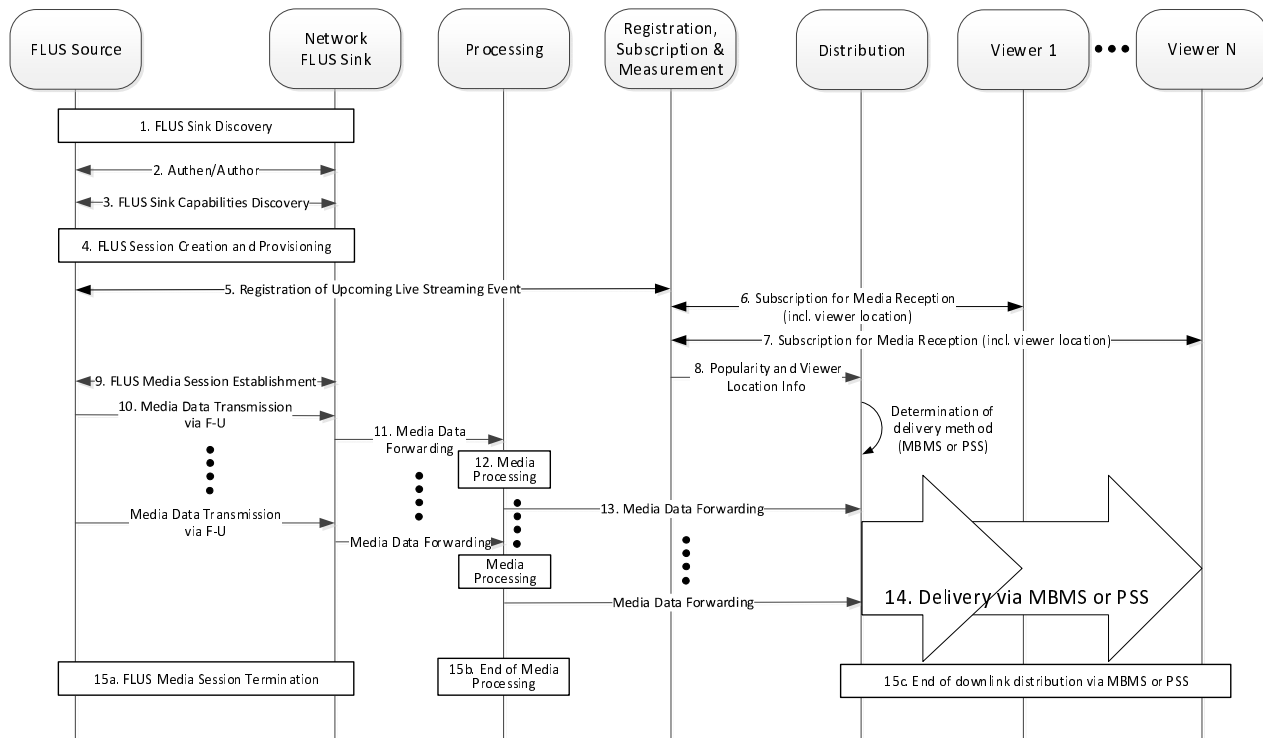 FLUS Source
Network
FLUS Sink
Processing
Registration,
Subscription &
Measurement
Distribution
Viewer 1
Viewer N
1. FLUS Sink Discovery
2. Authen/Author
3. FLUS Sink Capabilities Discovery
4. FLUS Session Creation and Provisioning
5. Registration of Upcoming Live Streaming Event
6. Subscription for Media Reception
(incl. viewer location)
7. Subscription for Media Reception (incl. viewer location)
8. Popularity and Viewer
Location Info
9. FLUS Media Session Establishment
10. Media Data Transmission
via F-U
Determination of
delivery method
(MBMS or PSS)
11. Media Data
Forwarding
12. Media
Processing
13. Media Data Forwarding
Media Data Transmission
via F-U
Media Data Forwarding
Media
Processing
Media Data Forwarding
14. Delivery via MBMS or PSS
15a. FLUS Media Session Termination
15b. End of Media
Processing
15c. End of downlink distribution via MBMS or PSS